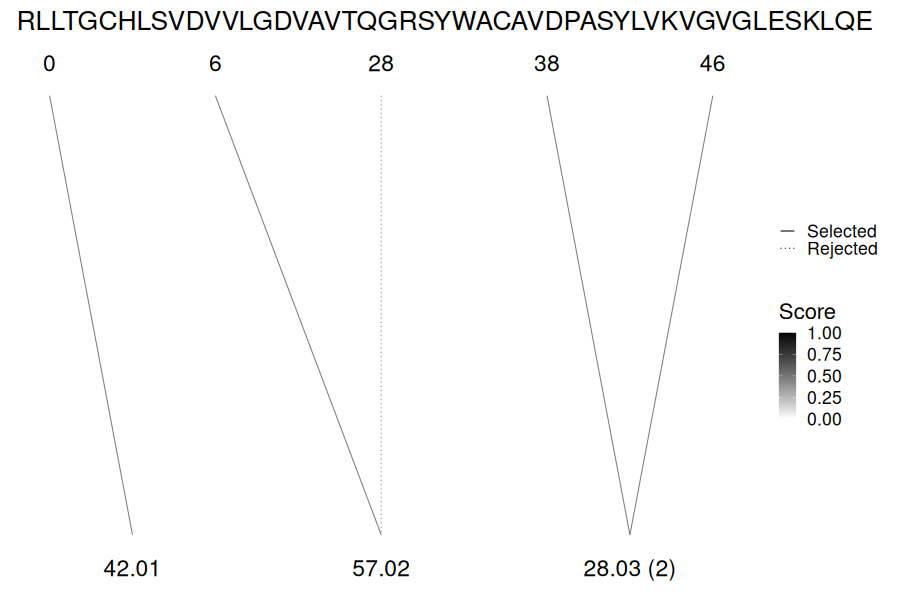 RLLTGCHLSVDVVLGDVAVTQGRSYWACAVDPASYLVKVGVGLESKLQE
0 6 28 38 46
Selected
Rejected
Score
1.00
0.75
0.50
0.25
0.00
42.01 57.02 28.03 (2)